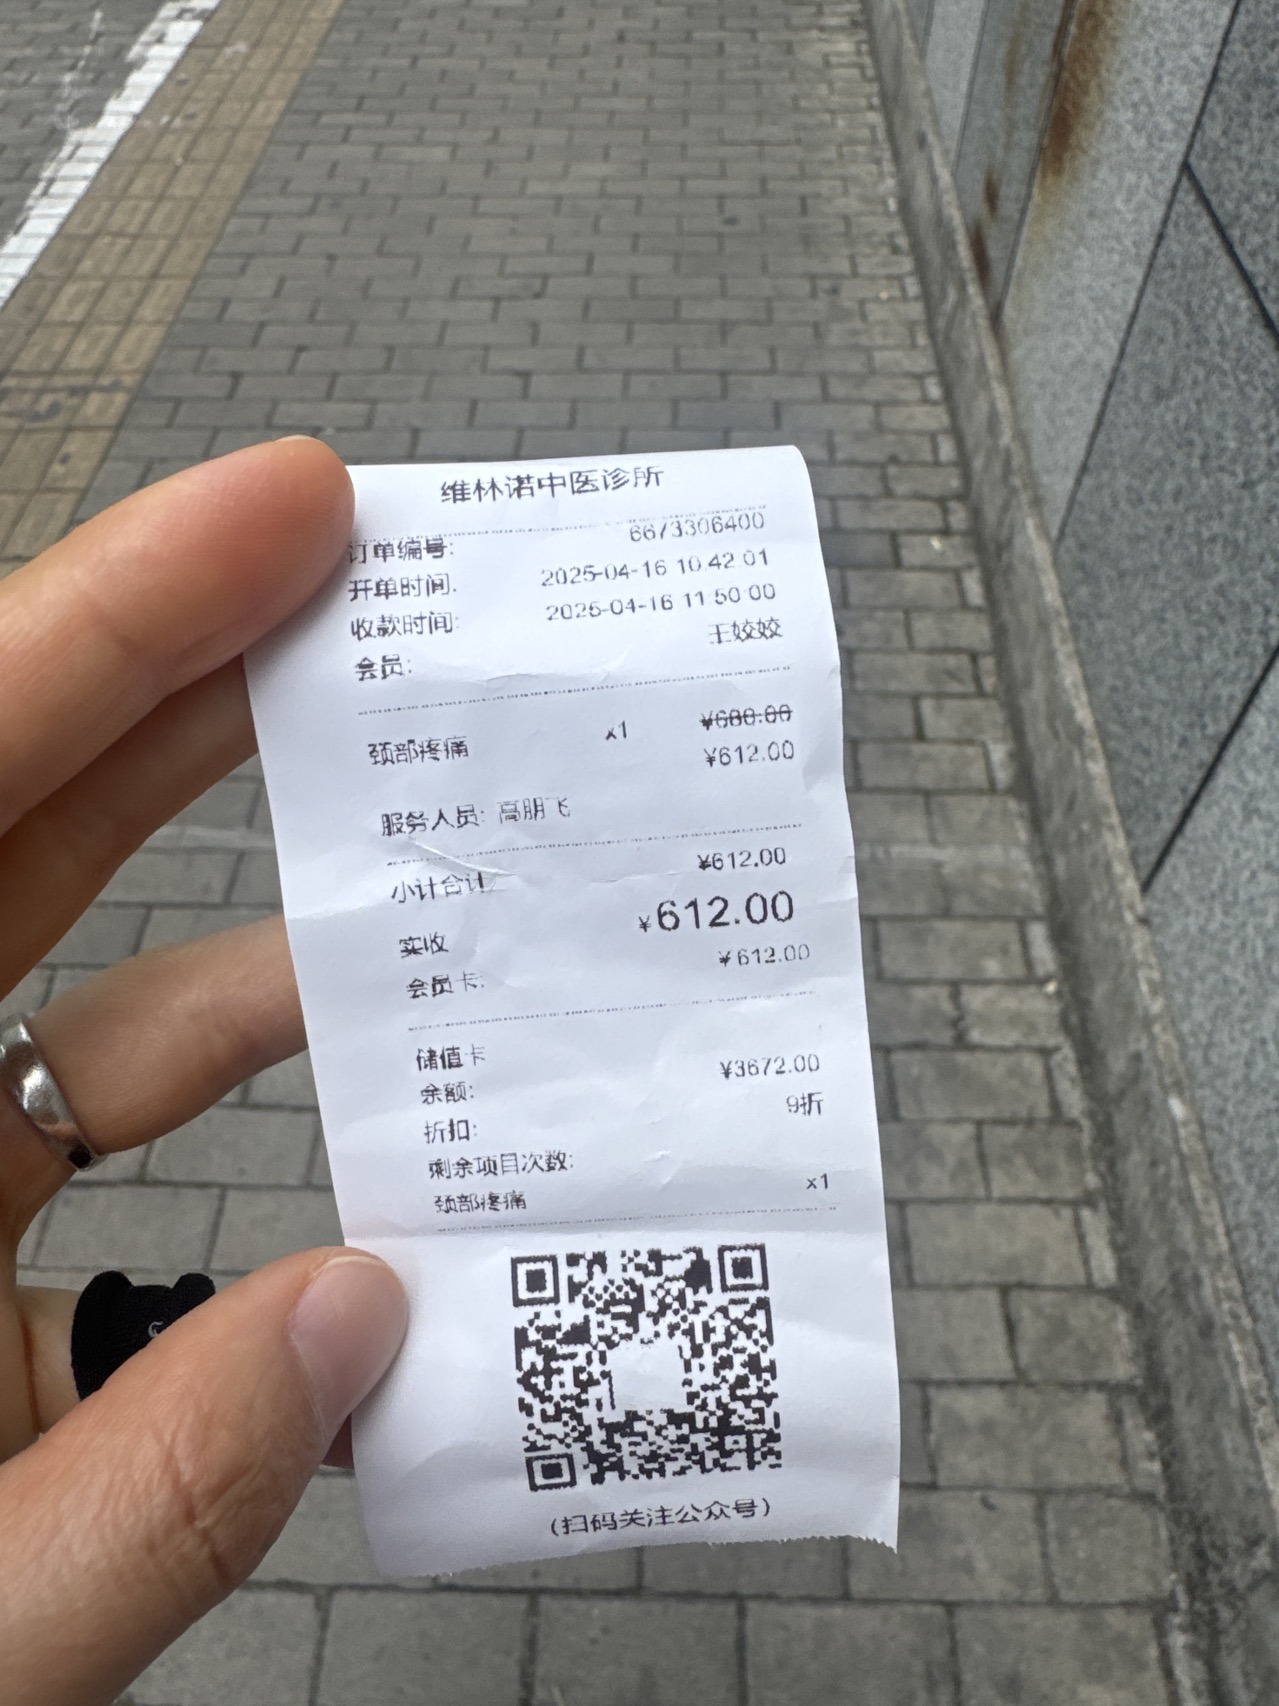 维林诺中医诊所
订单编号: 6673306400
开单时间: 2025-04-16 10:42:01
收款时间: 2025-04-16 11:50:00
会员: 王姣姣
颈部疼痛 x1 ¥680.00
¥612.00
服务人员: 高朋飞
小计合计 ¥612.00
实收 ¥612.00
会员卡: ¥612.00
储值卡
余额: ¥3672.00
折扣: 9折
剩余项目次数:
颈部疼痛 x1
(扫码关注公众号)